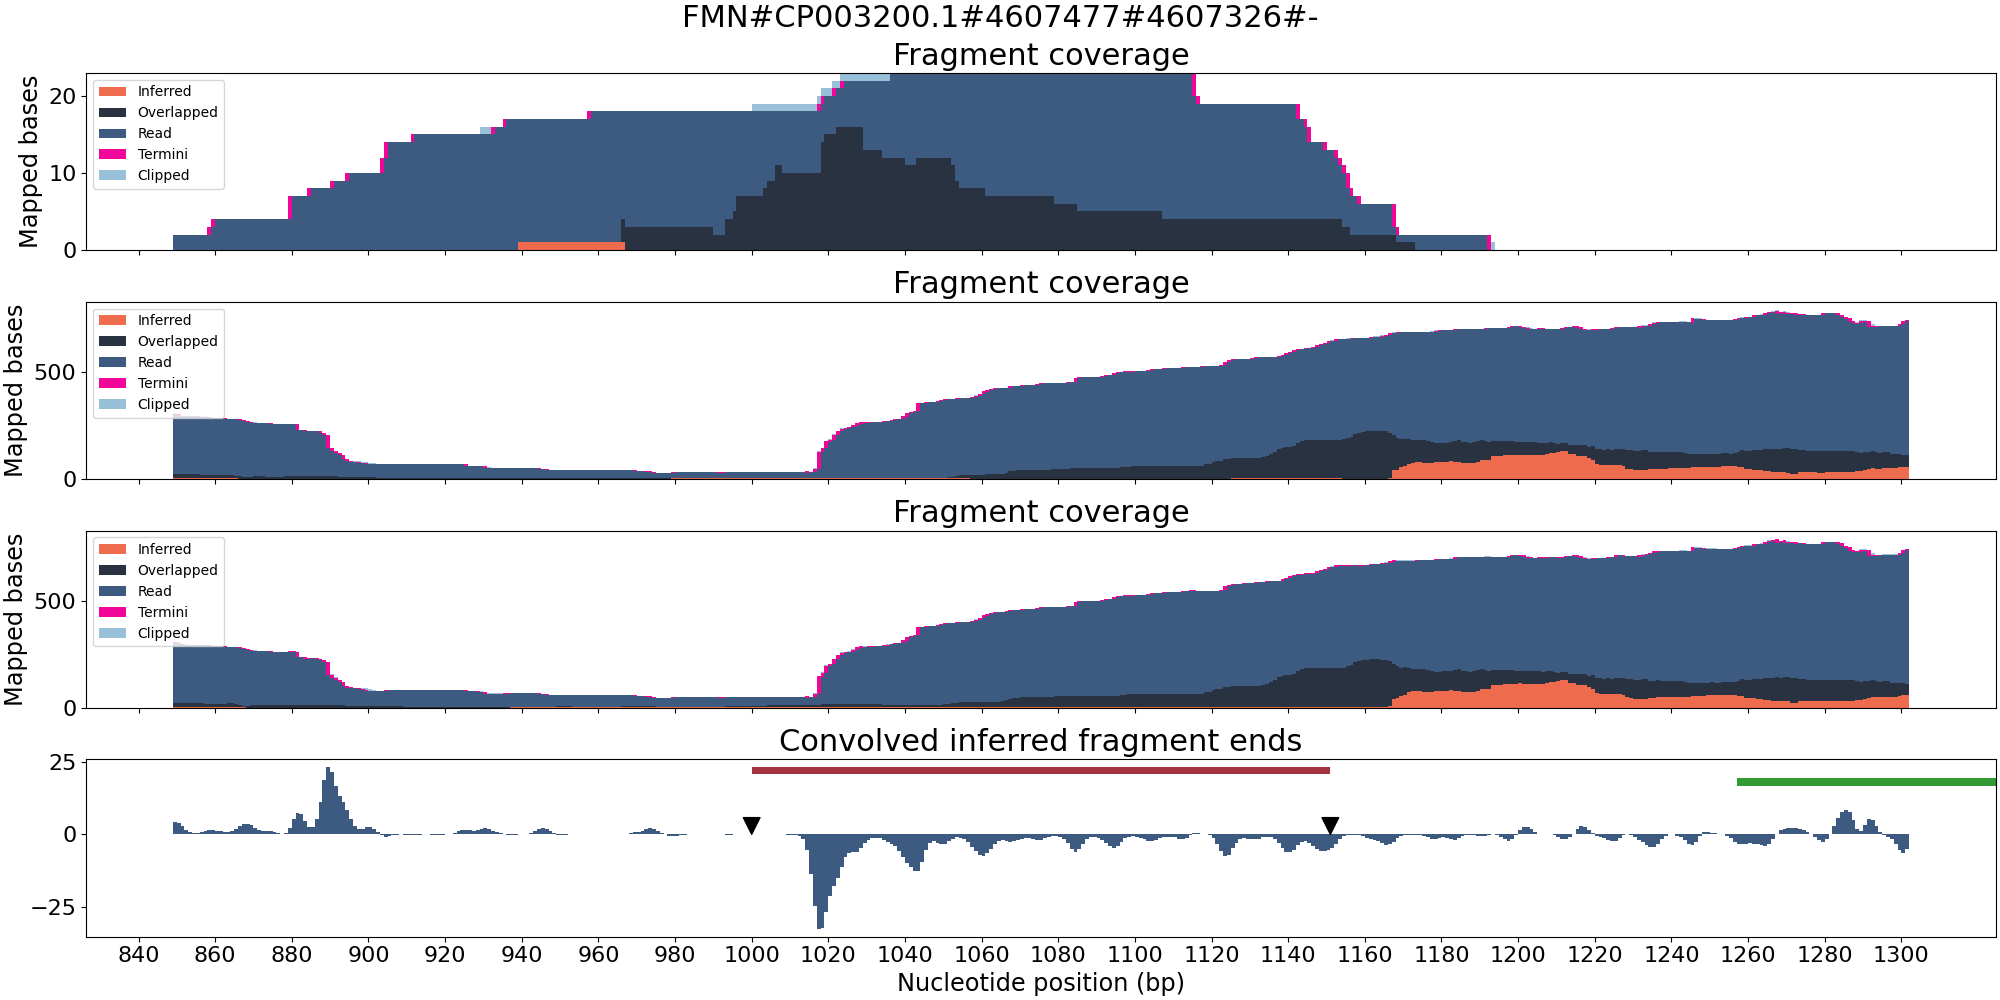 FMN#CP003200.1#4607477#4607326#-
Fragment coverage
Mapped bases
20
10
0
Inferred
Overlapped
Read
Termini
Clipped
Fragment coverage
Mapped bases
500
0
Inferred
Overlapped
Read
Termini
Clipped
Fragment coverage
Mapped bases
500
0
Inferred
Overlapped
Read
Termini
Clipped
Convolved inferred fragment ends
25
0
−25
840 860 880 900 920 940 960 980 1000 1020 1040 1060 1080 1100 1120 1140 1160 1180 1200 1220 1240 1260 1280 1300
Nucleotide position (bp)